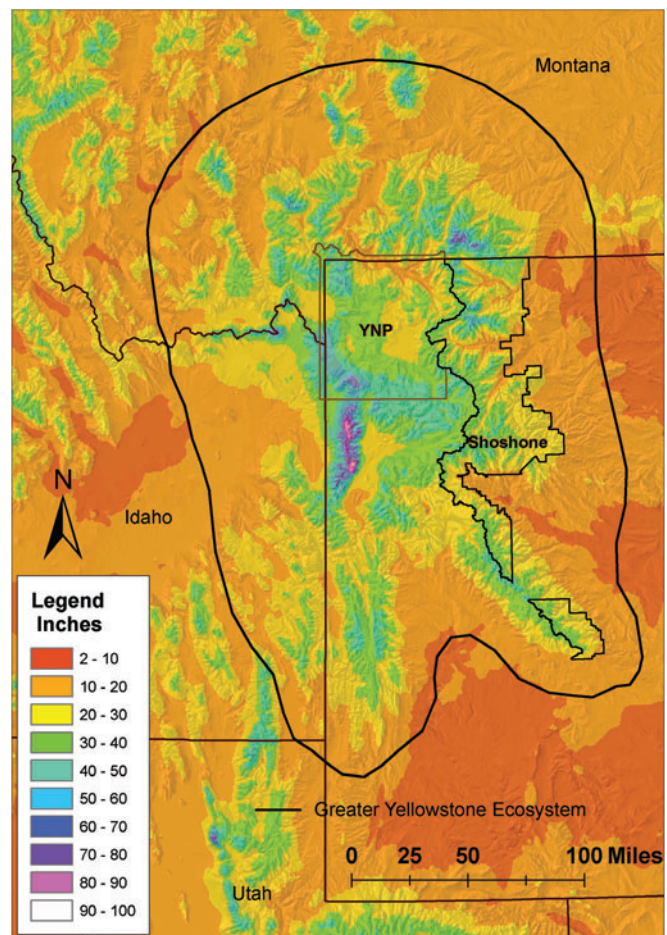 Montana
YNP
Shoshone
N
Idaho
Legend
Inches
2 - 10
10 - 20
20 - 30
30 - 40
40 - 50
50 - 60
60 - 70
70 - 80
80 - 90
90 - 100
Greater Yellowstone Ecosystem
0 25 50 100 Miles
Utah